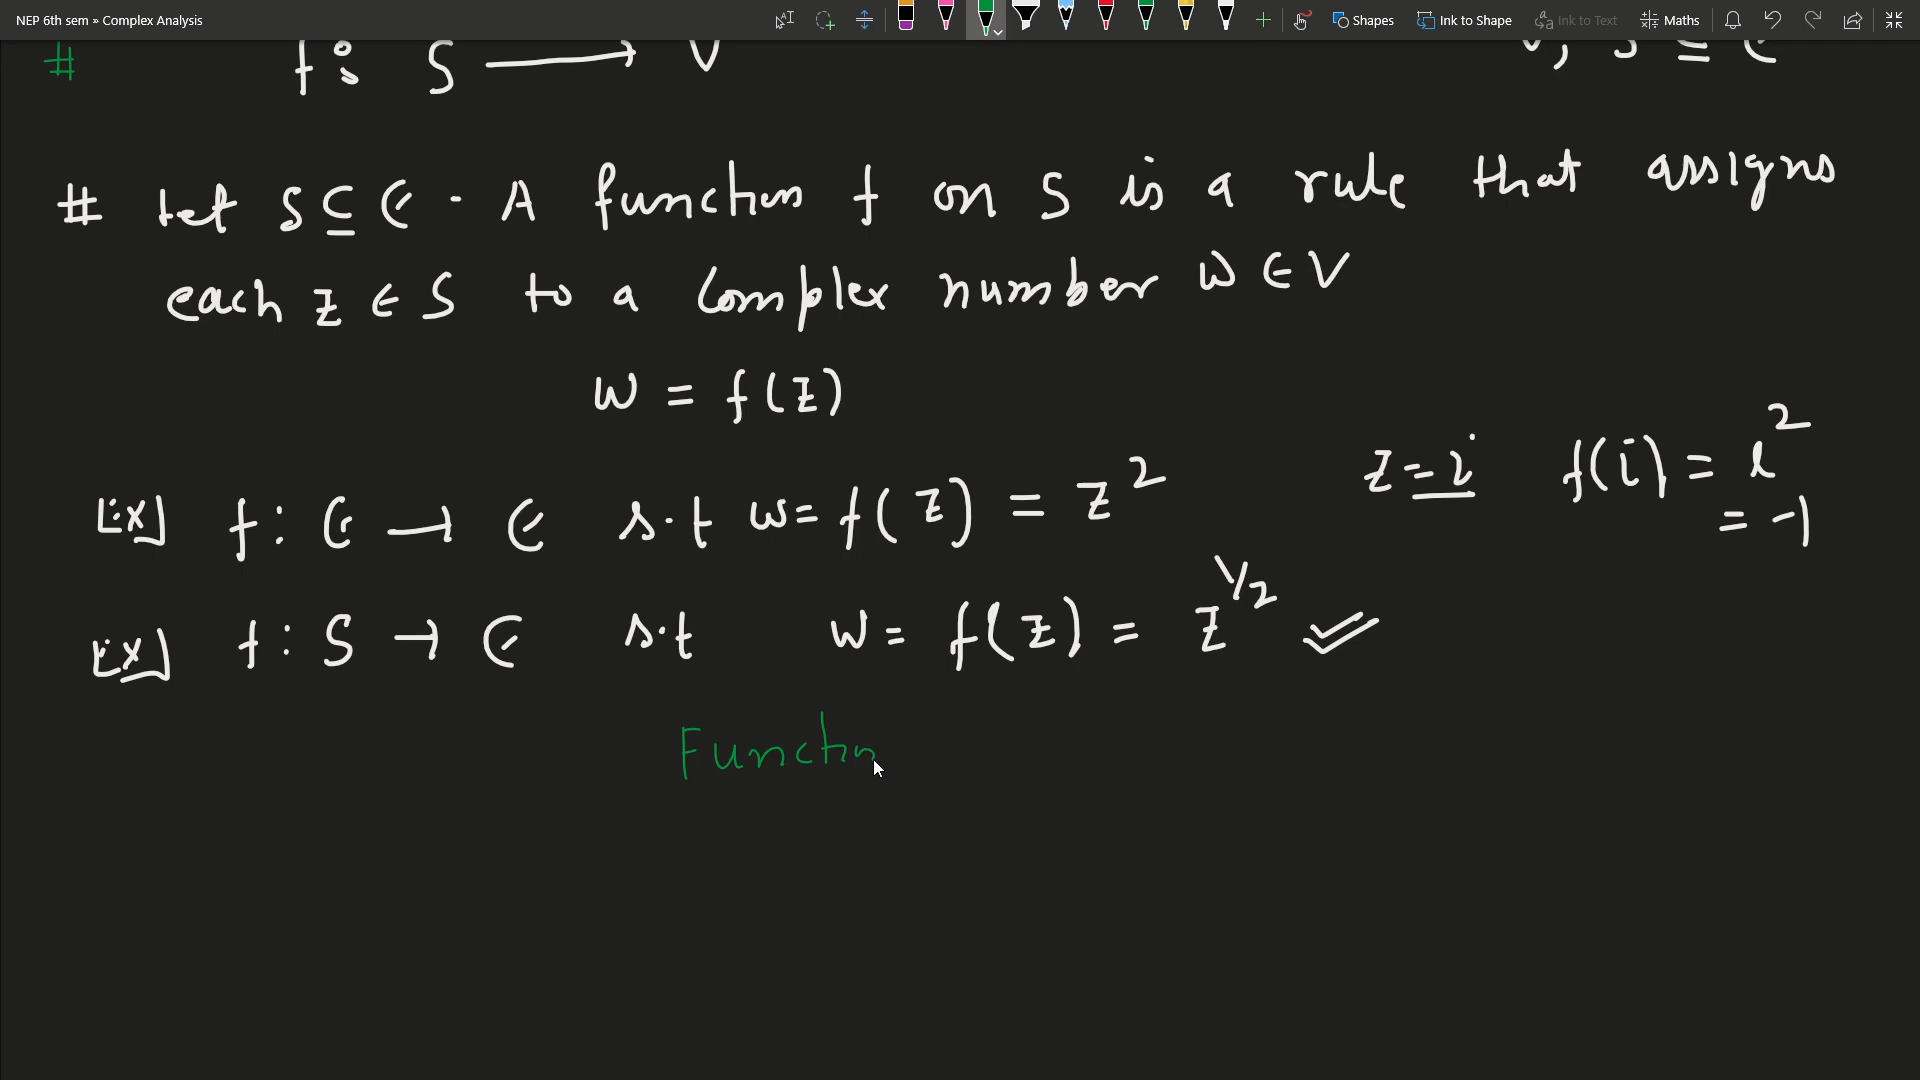 NEP 6th sem » Complex Analysis Shapes Ink to Shape Ink to Text Maths
# f: S → V V, S ⊆ ℂ
# Let S ⊆ ℂ. A function f on S is a rule that assigns
each z ∈ S to a complex number w ∈ V
w = f(z)
Ex] f: ℂ → ℂ s.t w = f(z) = z² z = i f(i) = i²
= -1
Ex] f: S → ℂ s.t w = f(z) = z^1/2
Functin